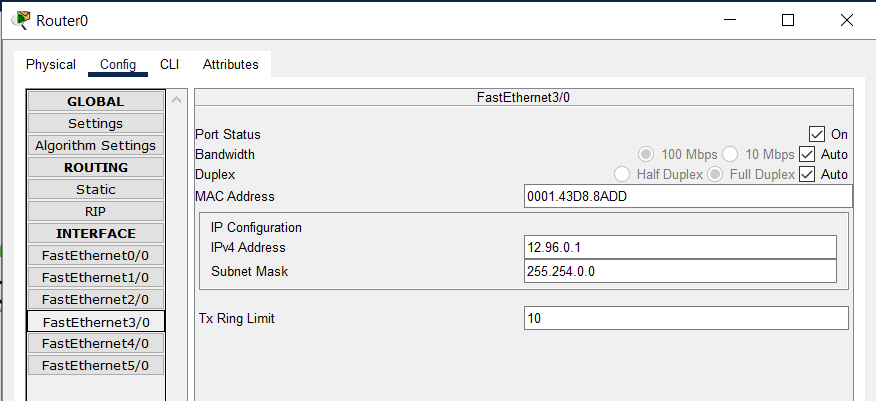 Router0
Physical Config CLI Attributes
GLOBAL
Settings
Algorithm Settings
ROUTING
Static
RIP
INTERFACE
FastEthernet0/0
FastEthernet1/0
FastEthernet2/0
FastEthernet3/0
FastEthernet4/0
FastEthernet5/0
FastEthernet3/0
Port Status On
Bandwidth 100 Mbps 10 Mbps Auto
Duplex Half Duplex Full Duplex Auto
MAC Address 0001.43D8.8ADD
IP Configuration
IPv4 Address 12.96.0.1
Subnet Mask 255.254.0.0
Tx Ring Limit 10